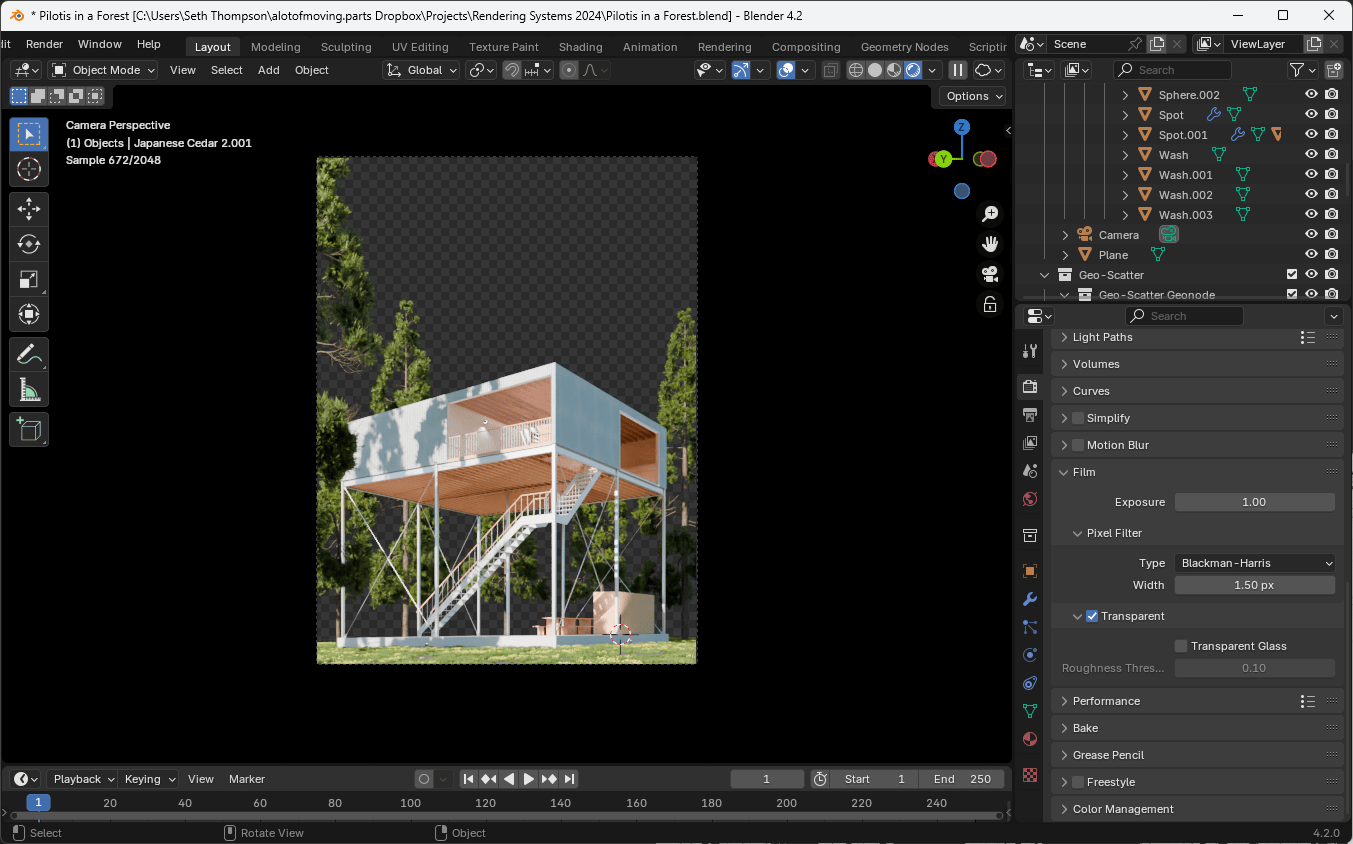 * Pilotis in a Forest [C:\Users\Seth Thompson\alotofmoving.parts Dropbox\Projects\Rendering Systems 2024\Pilotis in a Forest.blend] - Blender 4.2
dit Render Window Help Layout Modeling Sculpting UV Editing Texture Paint Shading Animation Rendering Compositing Geometry Nodes Scriptin Scene ViewLayer
Object Mode View Select Add Object Global Search
Options
Camera Perspective
(1) Objects | Japanese Cedar 2.001
Sample 672/2048
Z
Y
Sphere.002
Spot
Spot.001
Wash
Wash.001
Wash.002
Wash.003
Camera
Plane
Geo-Scatter
Geo-Scatter Geonode
Search
Light Paths
Volumes
Curves
Simplify
Motion Blur
Film
Exposure 1.00
Pixel Filter
Type Blackman-Harris
Width 1.50 px
Transparent
Transparent Glass
Roughness Thres... 0.10
Performance
Bake
Grease Pencil
Freestyle
Color Management
Playback Keying View Marker 1 Start 1 End 250
1 20 40 60 80 100 120 140 160 180 200 220 240
Select Rotate View Object 4.2.0